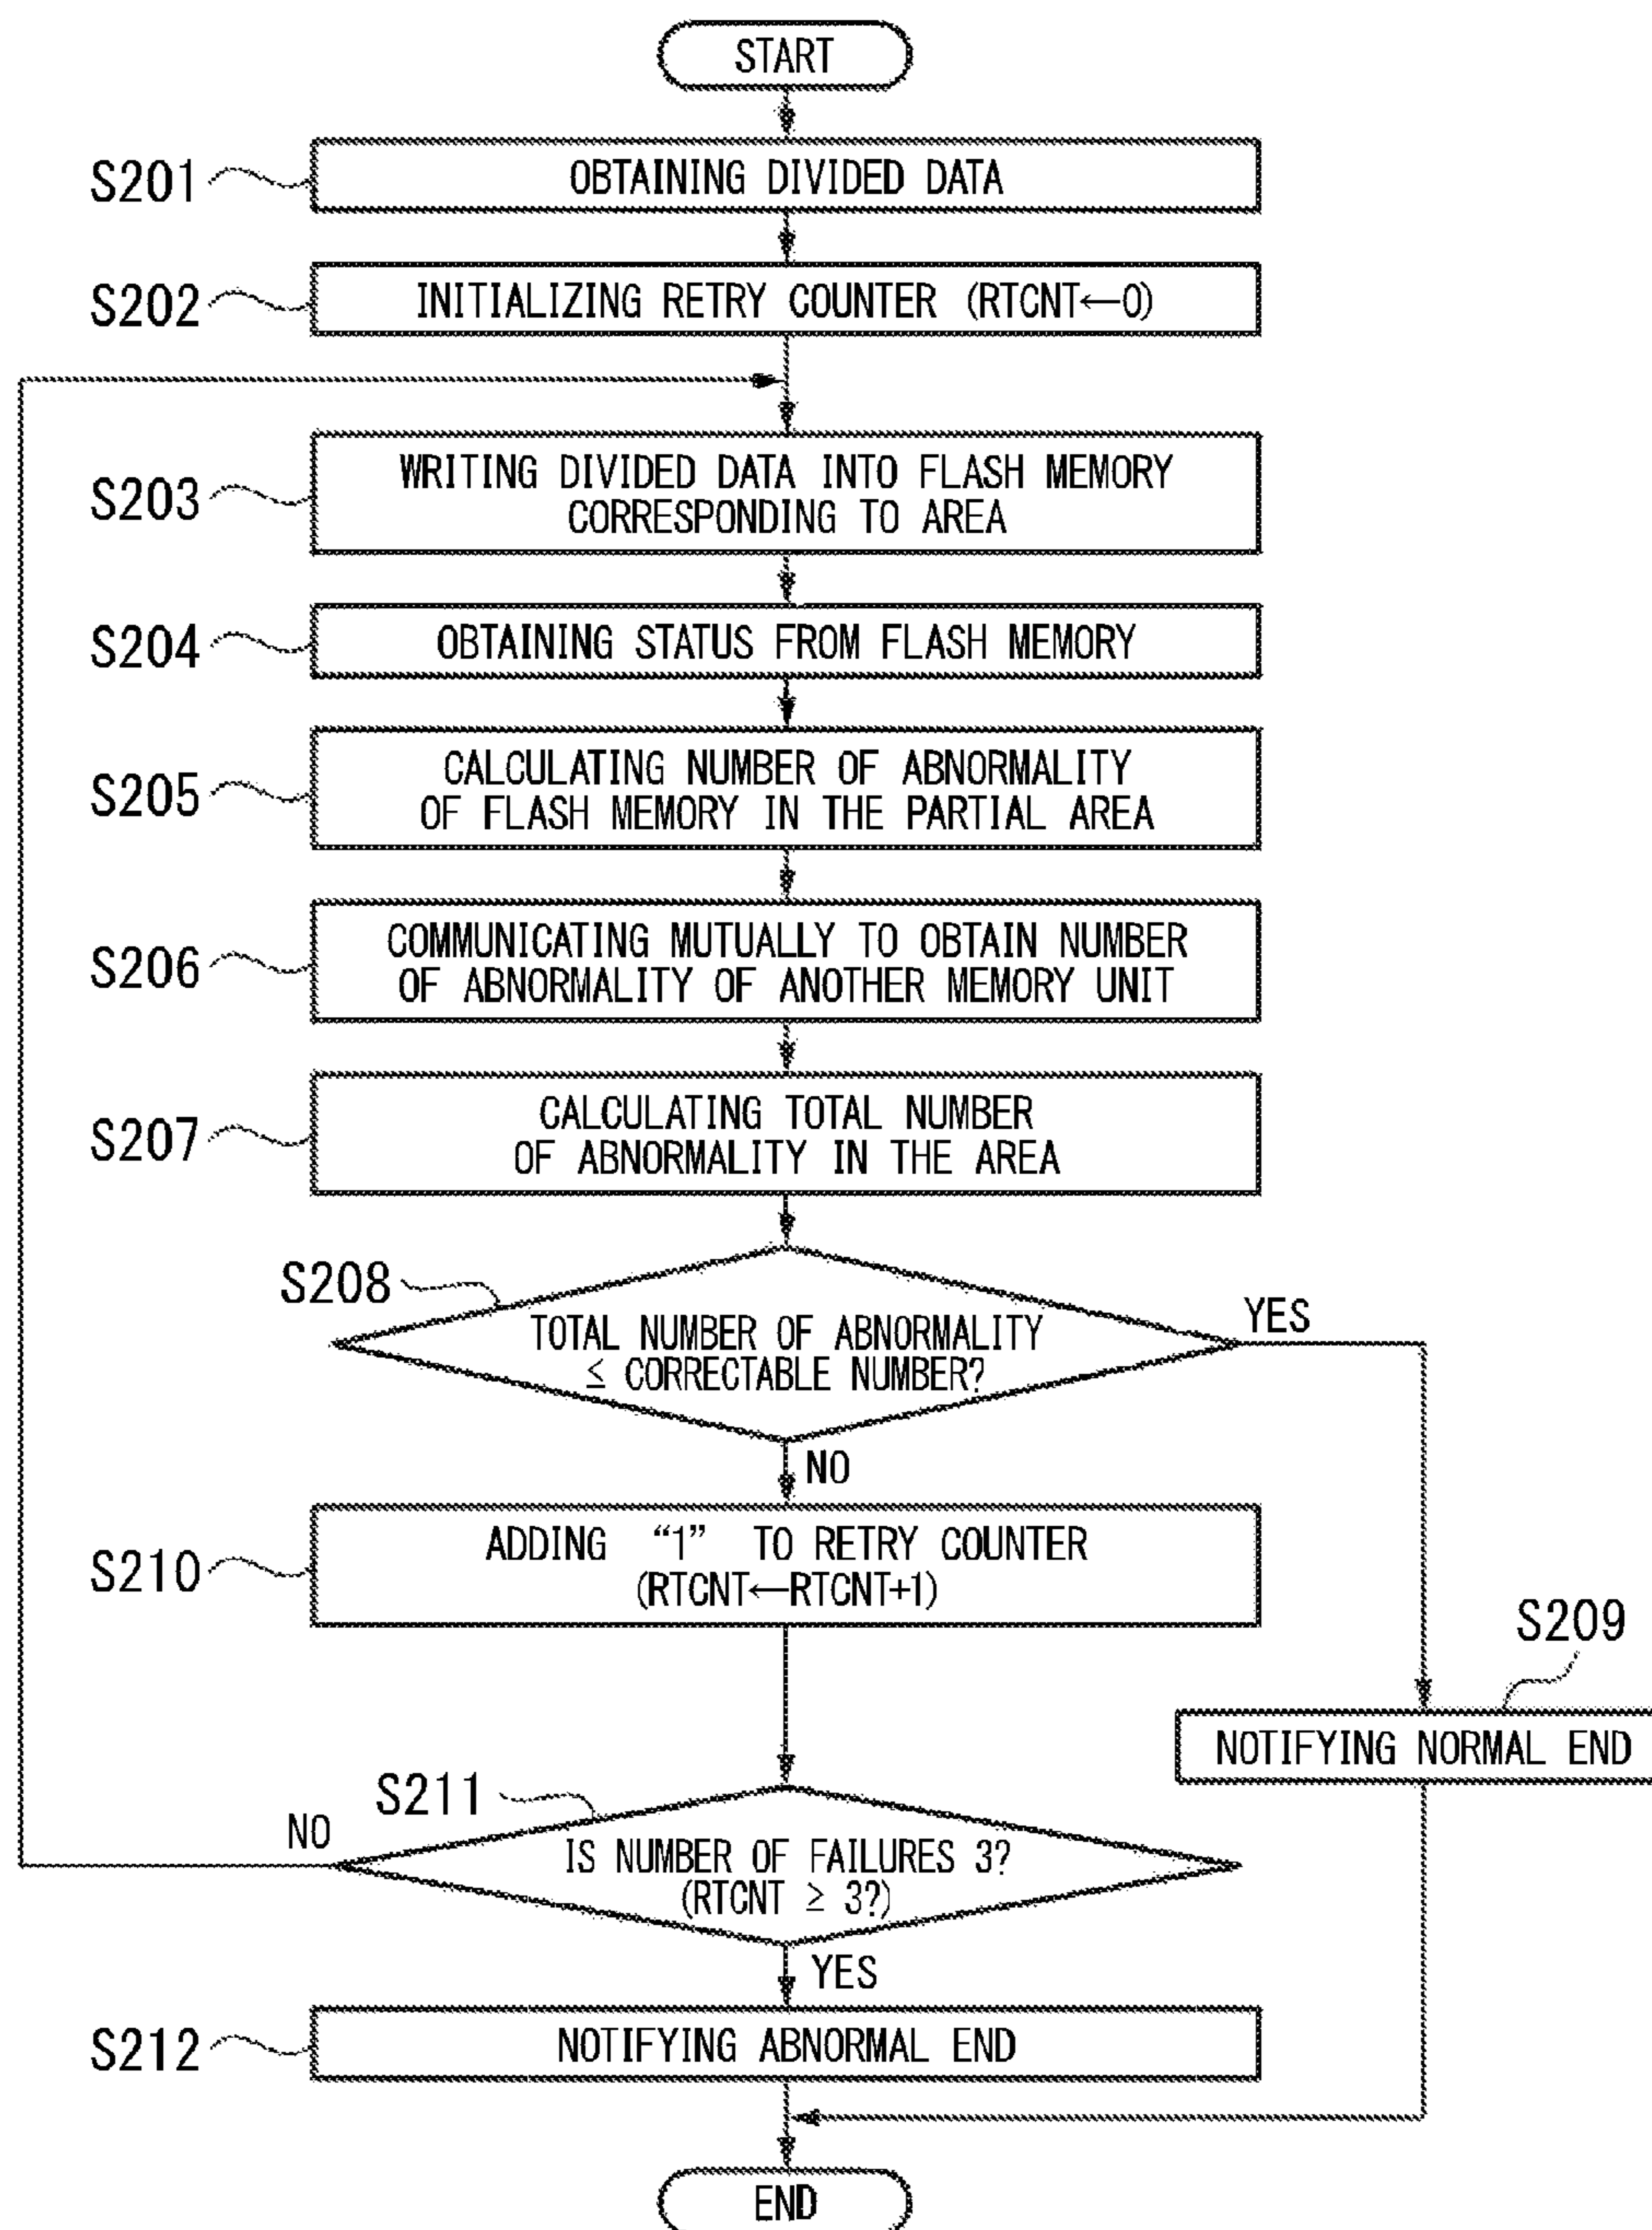 START
S201
OBTAINING DIVIDED DATA
S202
INITIALIZING RETRY COUNTER (RTCNT←0)
S203
WRITING DIVIDED DATA INTO FLASH MEMORY
CORRESPONDING TO AREA
S204
OBTAINING STATUS FROM FLASH MEMORY
S205
CALCULATING NUMBER OF ABNORMALITY
OF FLASH MEMORY IN THE PARTIAL AREA
S206
COMMUNICATING MUTUALLY TO OBTAIN NUMBER
OF ABNORMALITY OF ANOTHER MEMORY UNIT
S207
CALCULATING TOTAL NUMBER
OF ABNORMALITY IN THE AREA
S208
TOTAL NUMBER OF ABNORMALITY
≤ CORRECTABLE NUMBER?
YES
NO
S210
ADDING “1” TO RETRY COUNTER
(RTCNT←RTCNT+1)
S209
NOTIFYING NORMAL END
S211
NO
IS NUMBER OF FAILURES 3?
(RTCNT ≥ 3?)
YES
S212
NOTIFYING ABNORMAL END
END